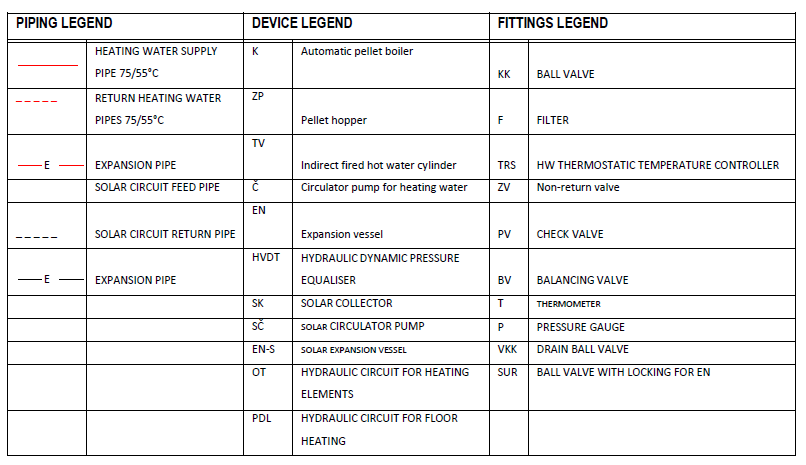 PIPING LEGEND DEVICE LEGEND FITTINGS LEGEND
HEATING WATER SUPPLY K Automatic pellet boiler
PIPE 75/55°C KK BALL VALVE
RETURN HEATING WATER ZP
PIPES 75/55°C Pellet hopper F FILTER
TV
E EXPANSION PIPE Indirect fired hot water cylinder TRS HW THERMOSTATIC TEMPERATURE CONTROLLER
SOLAR CIRCUIT FEED PIPE Č Circulator pump for heating water ZV Non-return valve
EN
SOLAR CIRCUIT RETURN PIPE Expansion vessel PV CHECK VALVE
HVDT HYDRAULIC DYNAMIC PRESSURE
E EXPANSION PIPE EQUALISER BV BALANCING VALVE
SK SOLAR COLLECTOR T THERMOMETER
SČ SOLAR CIRCULATOR PUMP P PRESSURE GAUGE
EN-S SOLAR EXPANSION VESSEL VKK DRAIN BALL VALVE
OT HYDRAULIC CIRCUIT FOR HEATING SUR BALL VALVE WITH LOCKING FOR EN
ELEMENTS
PDL HYDRAULIC CIRCUIT FOR FLOOR
HEATING